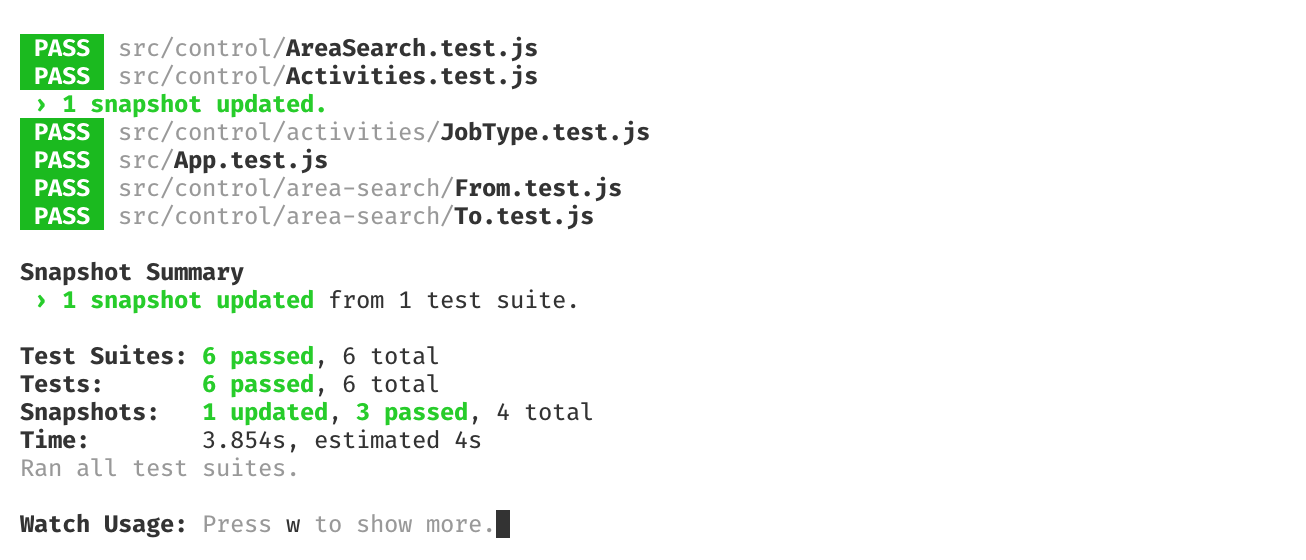 PASS src/control/AreaSearch.test.js
PASS src/control/Activities.test.js
› 1 snapshot updated.
PASS src/control/activities/JobType.test.js
PASS src/App.test.js
PASS src/control/area-search/From.test.js
PASS src/control/area-search/To.test.js
Snapshot Summary
› 1 snapshot updated from 1 test suite.
Test Suites: 6 passed, 6 total
Tests: 6 passed, 6 total
Snapshots: 1 updated, 3 passed, 4 total
Time: 3.854s, estimated 4s
Ran all test suites.
Watch Usage: Press w to show more.